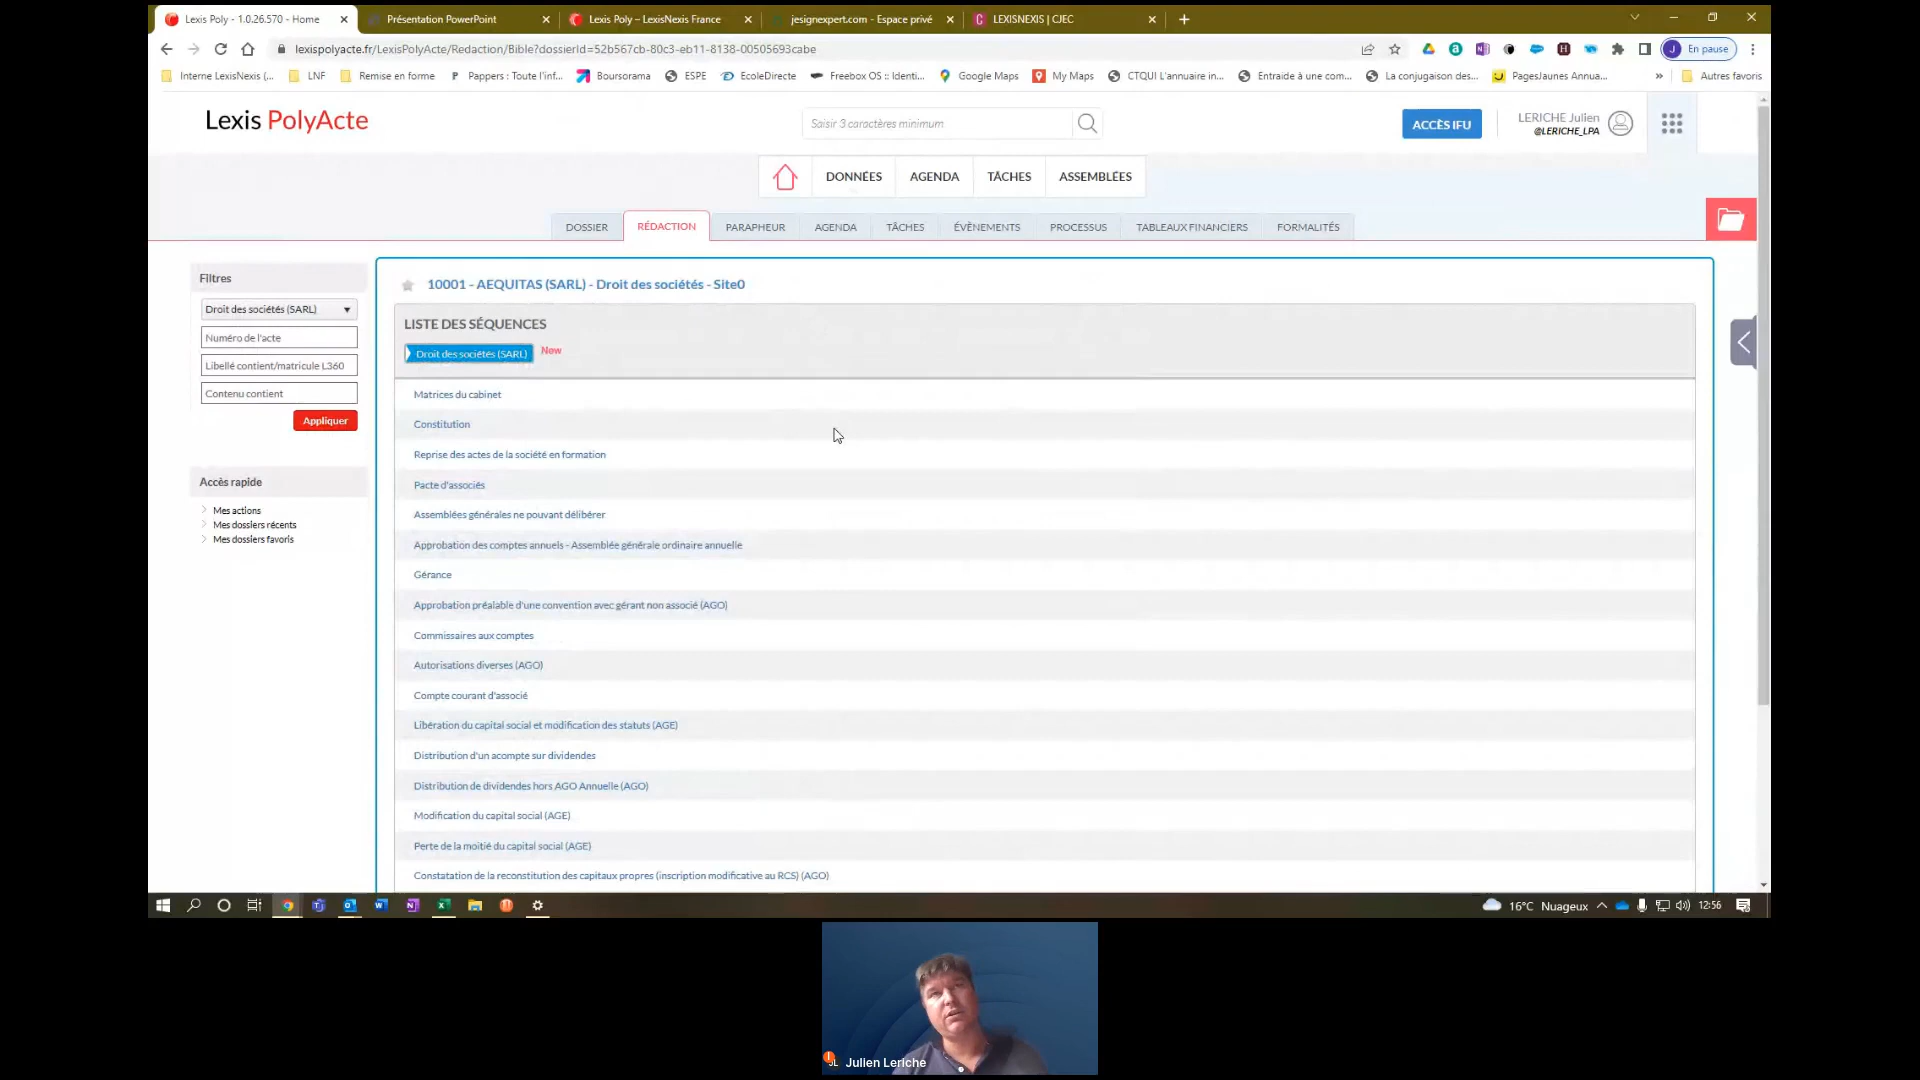 Lexis Poly - 1.0.26.570 - Home
Présentation PowerPoint
Lexis Poly – LexisNexis France
jesignexpert.com - Espace privé
LEXISNEXIS | CJEC
lexispolyacte.fr/LexisPolyActe/Redaction/Bible?dossierId=52b567cb-80c3-eb11-8138-00505693cabe
J En pause
Interne LexisNexis (...
LNF
Remise en forme
Pappers : Toute l'inf...
Boursorama
ESPE
EcoleDirecte
Freebox OS :: Identi...
Google Maps
My Maps
CTQUI L'annuaire in...
Entraide à une com...
La conjugaison des...
PagesJaunes Annua...
»
Autres favoris
Lexis PolyActe
Saisir 3 caractères minimum
ACCÈS IFU
LERICHE Julien
@LERICHE_LPA
DONNÉES
AGENDA
TÂCHES
ASSEMBLÉES
DOSSIER
RÉDACTION
PARAPHEUR
AGENDA
TÂCHES
ÉVÈNEMENTS
PROCESSUS
TABLEAUX FINANCIERS
FORMALITÉS
Filtres
Droit des sociétés (SARL)
Numéro de l'acte
Libellé contient/matricule L360
Contenu contient
Appliquer
Accès rapide
Mes actions
Mes dossiers récents
Mes dossiers favoris
10001 - AEQUITAS (SARL) - Droit des sociétés - Site0
LISTE DES SÉQUENCES
Droit des sociétés (SARL)
New
Matrices du cabinet
Constitution
Reprise des actes de la société en formation
Pacte d'associés
Assemblées générales ne pouvant délibérer
Approbation des comptes annuels - Assemblée générale ordinaire annuelle
Gérance
Approbation préalable d'une convention avec gérant non associé (AGO)
Commissaires aux comptes
Autorisations diverses (AGO)
Compte courant d'associé
Libération du capital social et modification des statuts (AGE)
Distribution d'un acompte sur dividendes
Distribution de dividendes hors AGO Annuelle (AGO)
Modification du capital social (AGE)
Perte de la moitié du capital social (AGE)
Constatation de la reconstitution des capitaux propres (inscription modificative au RCS) (AGO)
16°C Nuageux
12:56
Julien Leriche